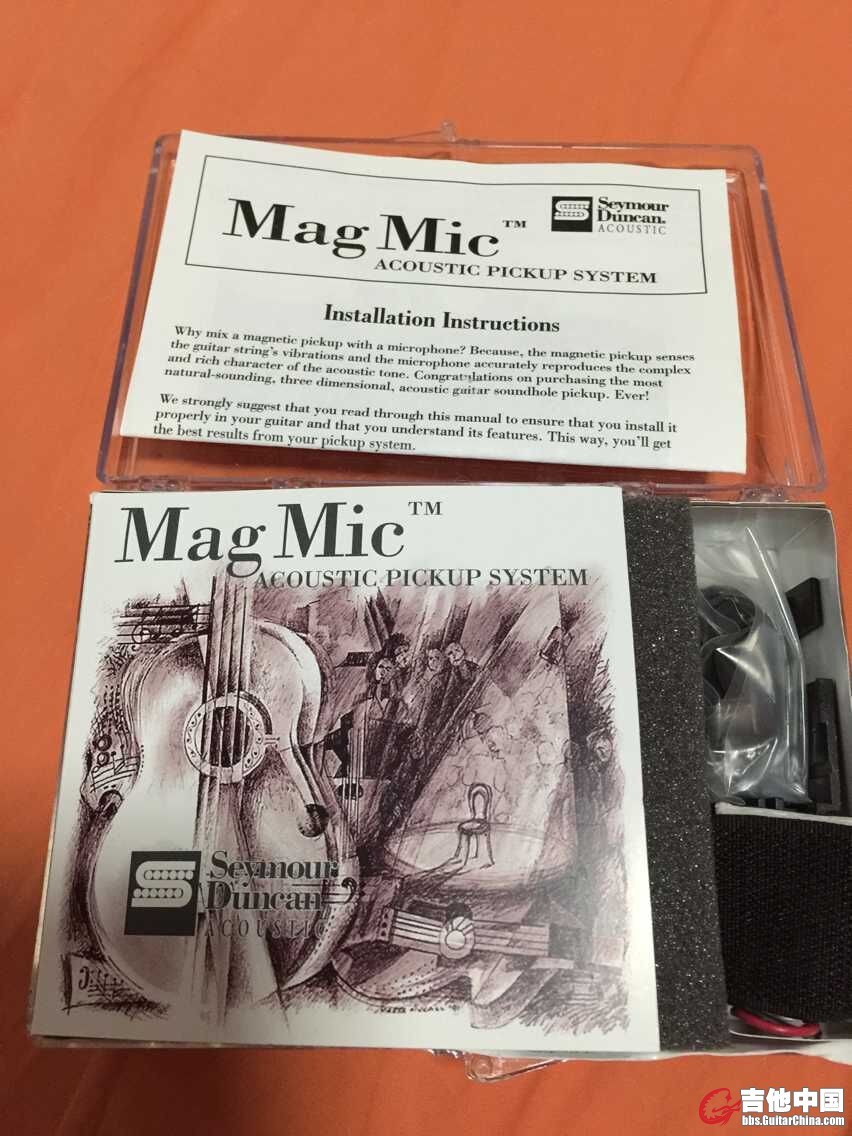 Mag Mic™
Seymour
Duncan.
ACOUSTIC
ACOUSTIC PICKUP SYSTEM
Installation Instructions
Why mix a magnetic pickup with a microphone? Because, the magnetic pickup senses
the guitar string's vibrations and the microphone accurately reproduces the complex
and rich character of the acoustic tone. Congratulations on purchasing the most
natural-sounding, three dimensional, acoustic guitar soundhole pickup. Ever!
We strongly suggest that you read through this manual to ensure that you install it
properly in your guitar and that you understand its features. This way, you'll get
the best results from your pickup system.
Mag Mic™
ACOUSTIC PICKUP SYSTEM
Seymour
Duncan
ACOUSTIC
吉他中国
bbs.GuitarChina.com